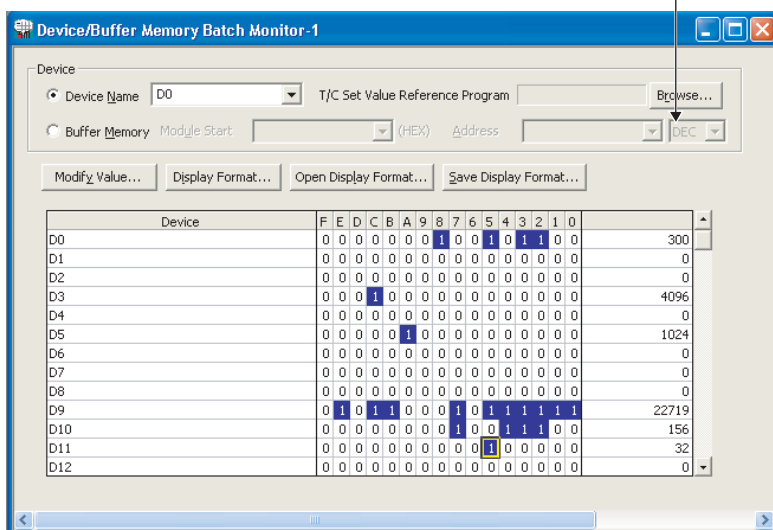 Device/Buffer Memory Batch Monitor-1
Device
Device Name D0 T/C Set Value Reference Program Browse...
Buffer Memory Module Start (HEX) Address DEC
Modify Value... Display Format... Open Display Format... Save Display Format...
Device F E D C B A 9 8 7 6 5 4 3 2 1 0
D0 0 0 0 0 0 0 0 1 0 0 1 0 1 1 0 0 300
D1 0 0 0 0 0 0 0 0 0 0 0 0 0 0 0 0 0
D2 0 0 0 0 0 0 0 0 0 0 0 0 0 0 0 0 0
D3 0 0 0 1 0 0 0 0 0 0 0 0 0 0 0 0 4096
D4 0 0 0 0 0 0 0 0 0 0 0 0 0 0 0 0 0
D5 0 0 0 0 0 1 0 0 0 0 0 0 0 0 0 0 1024
D6 0 0 0 0 0 0 0 0 0 0 0 0 0 0 0 0 0
D7 0 0 0 0 0 0 0 0 0 0 0 0 0 0 0 0 0
D8 0 0 0 0 0 0 0 0 0 0 0 0 0 0 0 0 0
D9 0 1 0 1 1 0 0 0 1 0 1 1 1 1 1 1 22719
D10 0 0 0 0 0 0 0 0 1 0 0 1 1 1 0 0 156
D11 0 0 0 0 0 0 0 0 0 0 1 0 0 0 0 0 32
D12 0 0 0 0 0 0 0 0 0 0 0 0 0 0 0 0 0